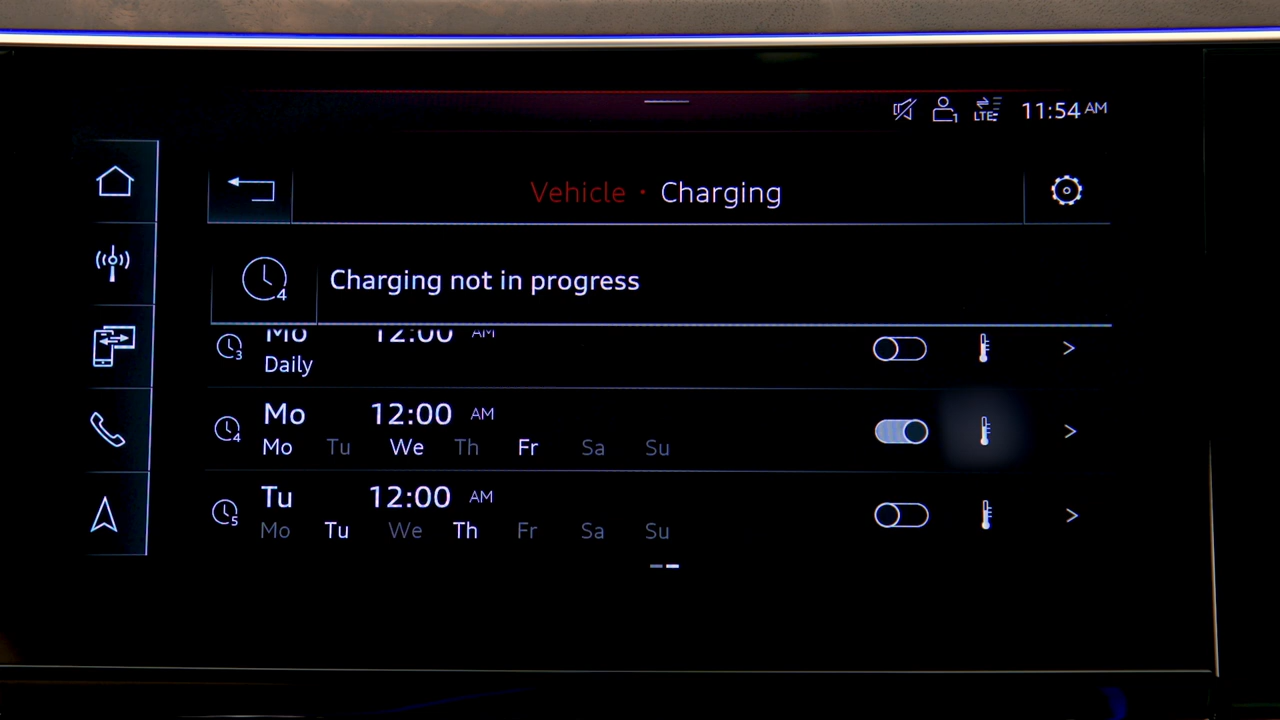 1 LTE 11:54 AM
Vehicle • Charging
4 Charging not in progress
3 Mo 12:00 AM
Daily
4 Mo 12:00 AM
Mo Tu We Th Fr Sa Su
5 Tu 12:00 AM
Mo Tu We Th Fr Sa Su